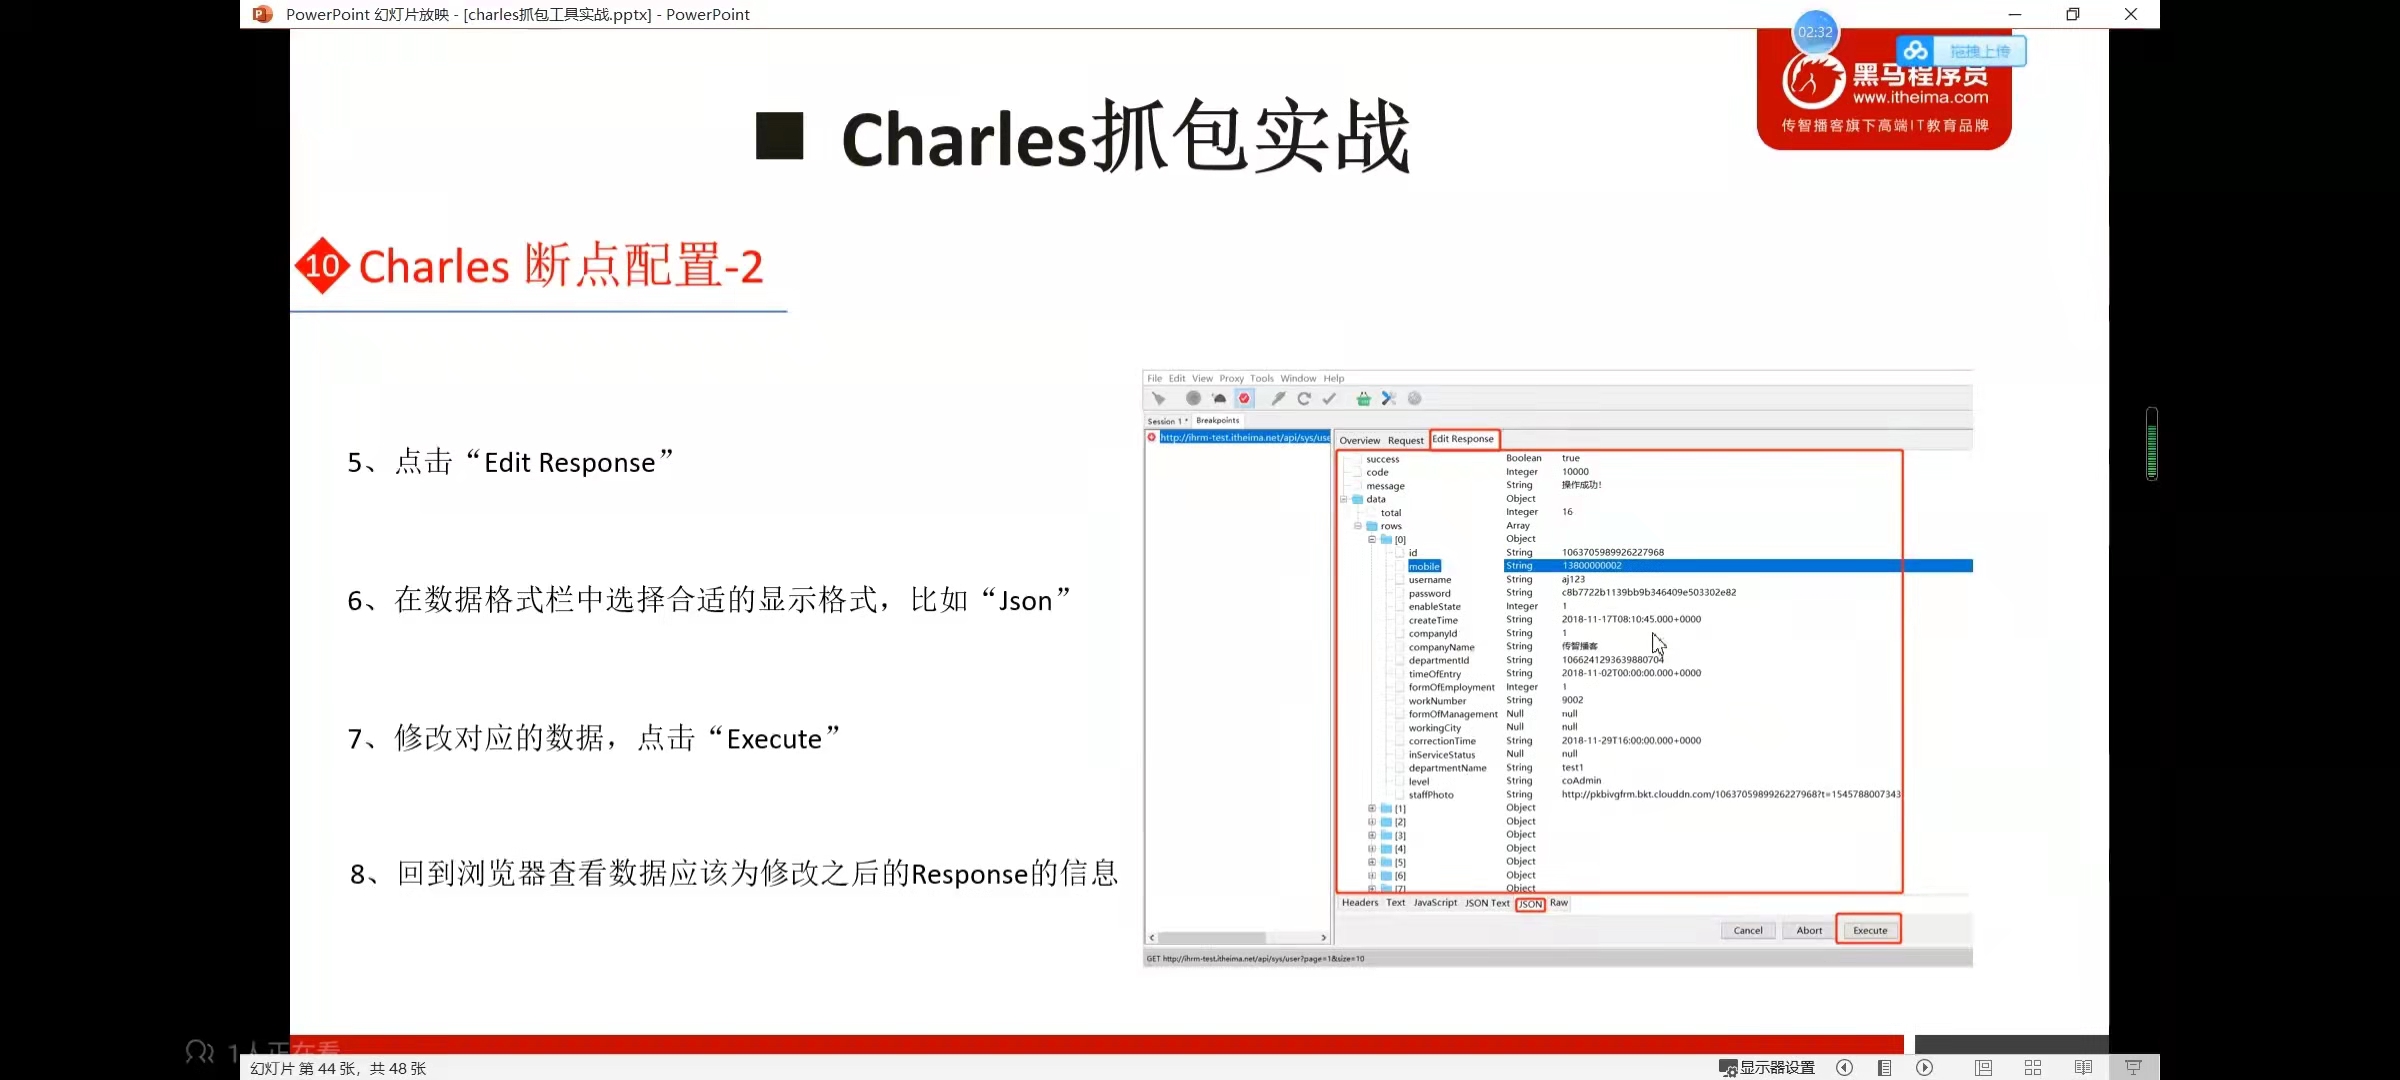 PowerPoint 幻灯片放映 - [charles抓包工具实战.pptx] - PowerPoint
02:32
拖拽上传
黑马程序员
www.itheima.com
传智播客旗下高端IT教育品牌
Charles抓包实战
10 Charles 断点配置-2
5、点击“Edit Response”
6、在数据格式栏中选择合适的显示格式，比如“Json”
7、修改对应的数据，点击“Execute”
8、回到浏览器查看数据应该为修改之后的Response的信息
File Edit View Proxy Tools Window Help
Session 1 * Breakpoints
http://ihrm-test.itheima.net/api/sys/use
Overview Request Edit Response
success Boolean true
code Integer 10000
message String 操作成功!
data Object
total Integer 16
rows Array
[0] Object
id String 1063705989926227968
mobile String 13800000002
username String aj123
password String c8b7722b1139bb9b346409e503302e82
enableState Integer 1
createTime String 2018-11-17T08:10:45.000+0000
companyId String 1
companyName String 传智播客
departmentId String 1066241293639880704
timeOfEntry String 2018-11-02T00:00:00.000+0000
formOfEmployment Integer 1
workNumber String 9002
formOfManagement Null null
workingCity Null null
correctionTime String 2018-11-29T16:00:00.000+0000
inServiceStatus Null null
departmentName String test1
level String coAdmin
staffPhoto String http://pkbivgfrm.bkt.clouddn.com/1063705989926227968?t=1545788007343
[1] Object
[2] Object
[3] Object
[4] Object
[5] Object
[6] Object
[7] Object
Headers Text JavaScript JSON Text JSON Raw
Cancel Abort Execute
GET http://ihrm-test.itheima.net/api/sys/user?page=1&size=10
1人正在看
幻灯片 第 44 张，共 48 张
显示器设置